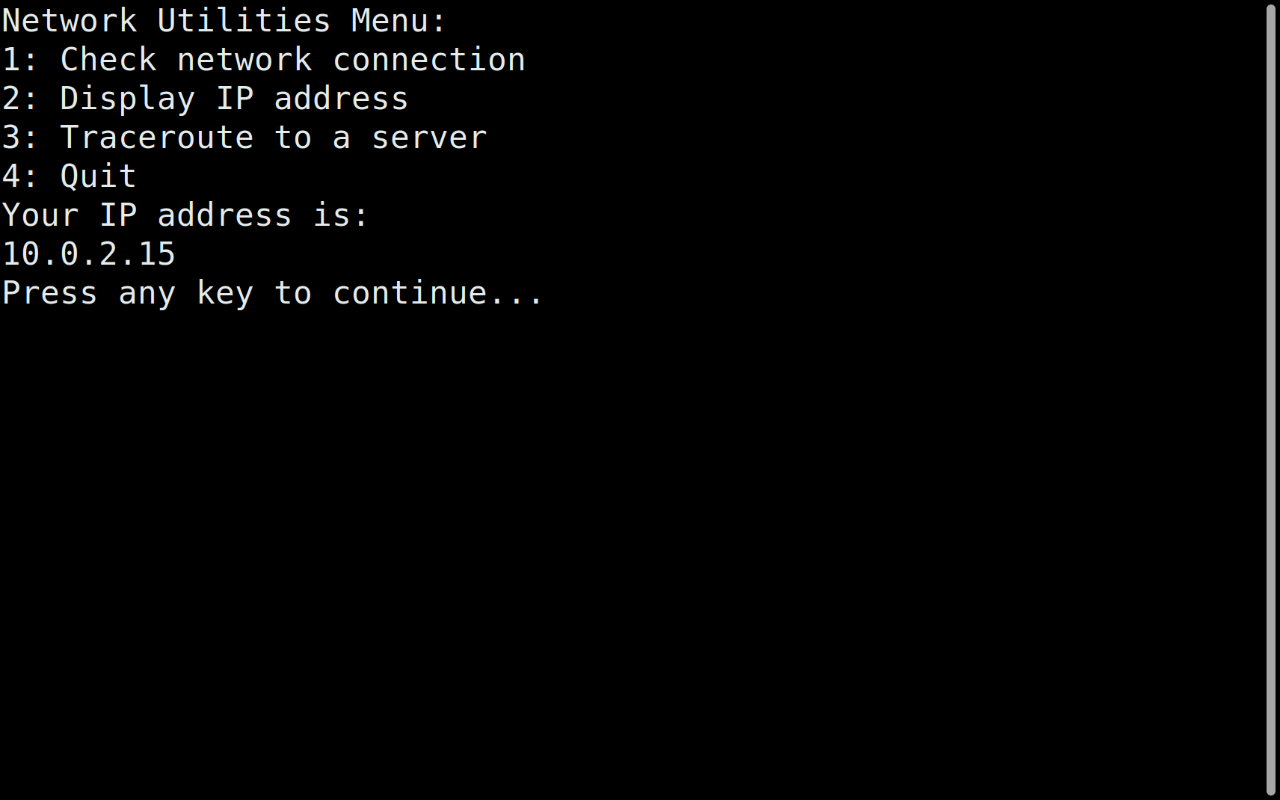 Network Utilities Menu:
1: Check network connection
2: Display IP address
3: Traceroute to a server
4: Quit
Your IP address is:
10.0.2.15
Press any key to continue...